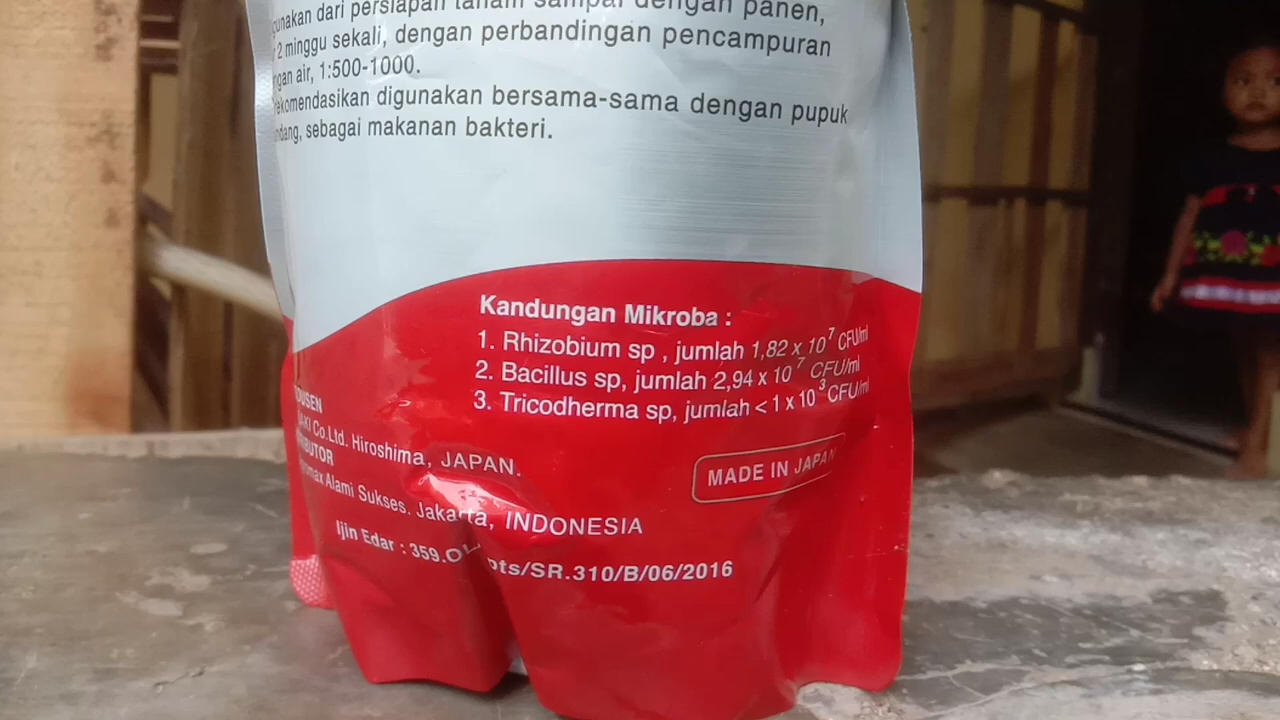 dari persiapan tanam sampai dengan panen,
2 minggu sekali, dengan perbandingan pencampuran
air, 1:500-1000.
digunakan bersama-sama dengan pupuk
sebagai makanan bakteri.
Kandungan Mikroba :
1. Rhizobium sp , jumlah 1,82 x 10⁷ CFU/ml
2. Bacillus sp, jumlah 2,94 x 10⁷ CFU/ml
3. Tricodherma sp, jumlah < 1 x 10³ CFU/ml
Co.Ltd. Hiroshima, JAPAN.
MADE IN JAPAN
Alami Sukses. Jakarta, INDONESIA
Ijin Edar : 359.OL pts/SR.310/B/06/2016